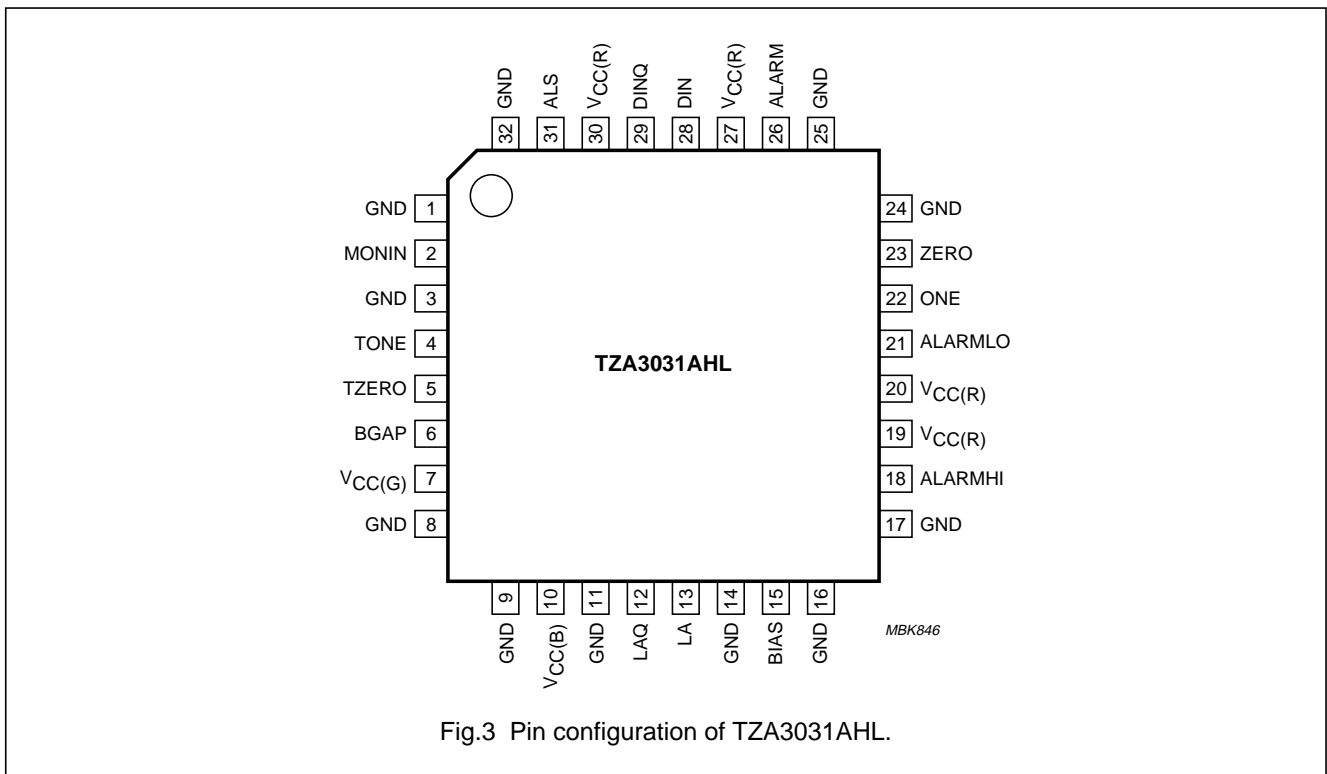 GND
ALS
VCC(R)
DINQ
DIN
VCC(R)
ALARM
GND
32
31
30
29
28
27
26
25
GND 1
MONIN 2
GND 3
TONE 4
TZERO 5
BGAP 6
VCC(G) 7
GND 8
TZA3031AHL
24 GND
23 ZERO
22 ONE
21 ALARMLO
20 VCC(R)
19 VCC(R)
18 ALARMHI
17 GND
9
10
11
12
13
14
15
16
GND
VCC(B)
GND
LAQ
LA
GND
BIAS
GND
MBK846
Fig.3 Pin configuration of TZA3031AHL.